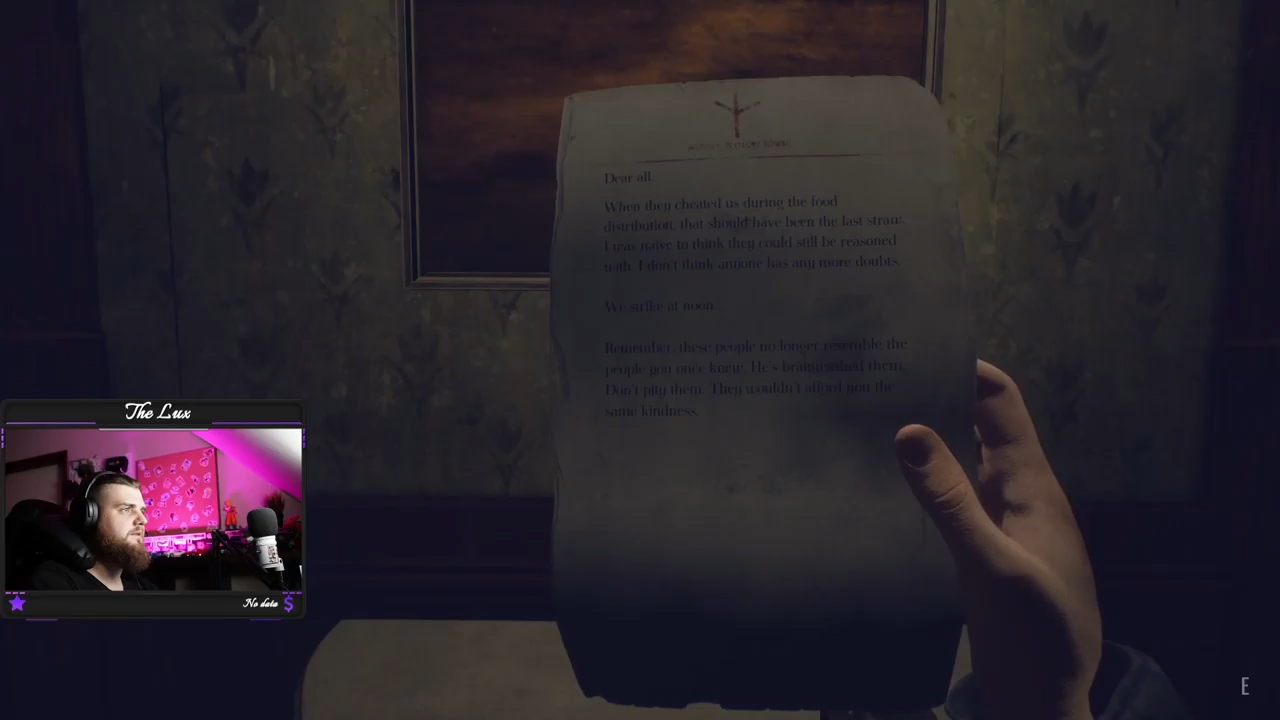 Dear all,
When they cheated us during the food
distribution, that should have been the last straw.
I was naive to think they could still be reasoned
with. I don't think anyone has any more doubts.
We strike at noon.
Remember, these people no longer resemble the
people you once knew. He's brainwashed them.
Don't pity them. They wouldn't afford you the
same kindness.
The Lux
No data $
E